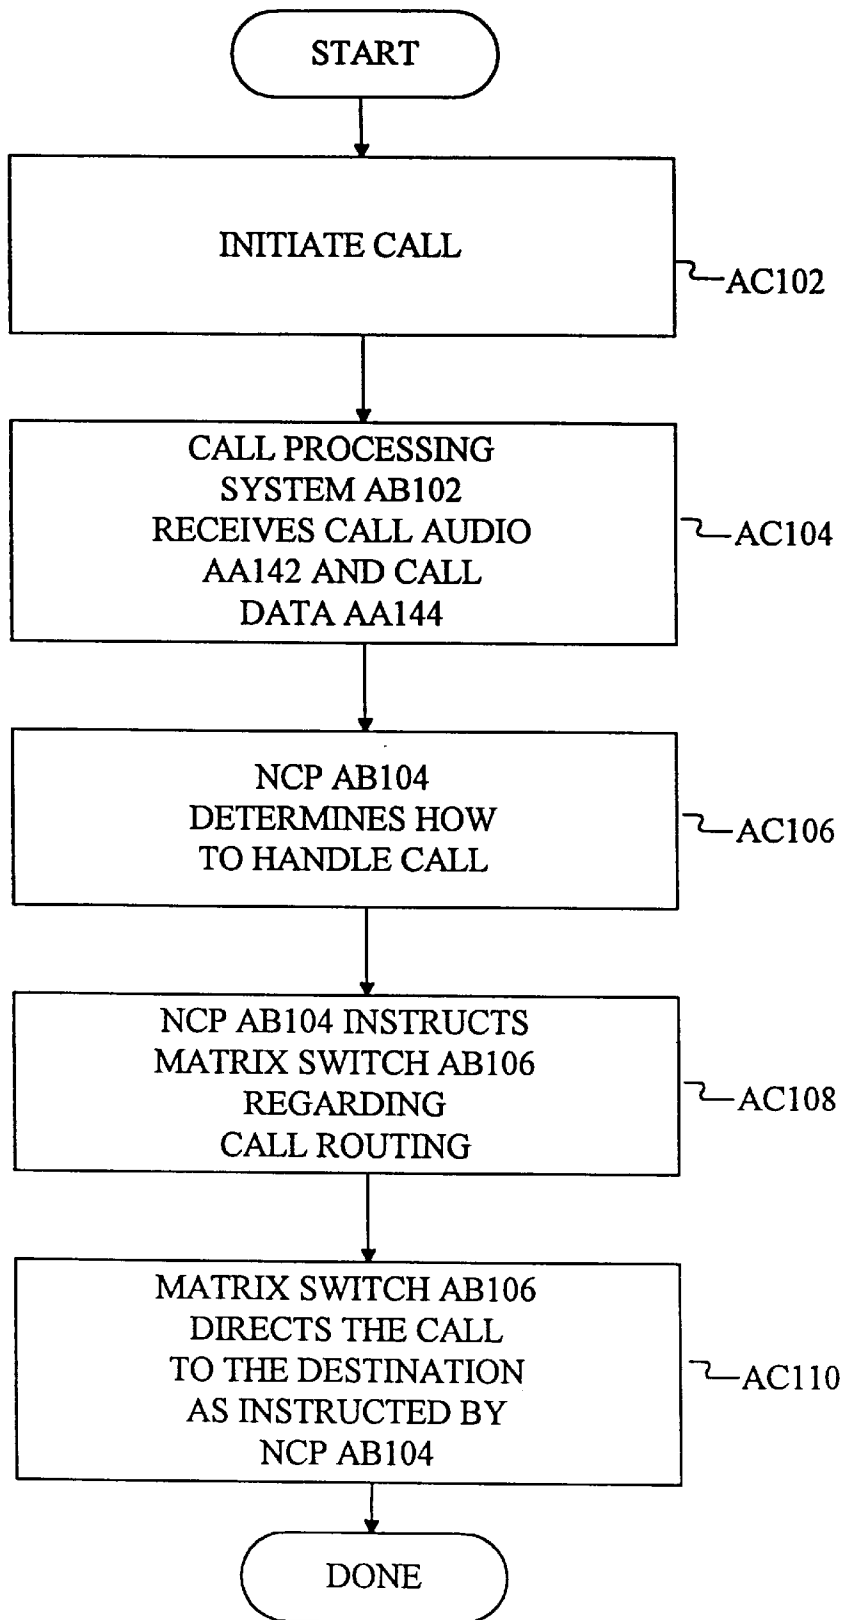 START
INITIATE CALL
AC102
CALL PROCESSING
SYSTEM AB102
RECEIVES CALL AUDIO
AA142 AND CALL
DATA AA144
AC104
NCP AB104
DETERMINES HOW
TO HANDLE CALL
AC106
NCP AB104 INSTRUCTS
MATRIX SWITCH AB106
REGARDING
CALL ROUTING
AC108
MATRIX SWITCH AB106
DIRECTS THE CALL
TO THE DESTINATION
AS INSTRUCTED BY
NCP AB104
AC110
DONE